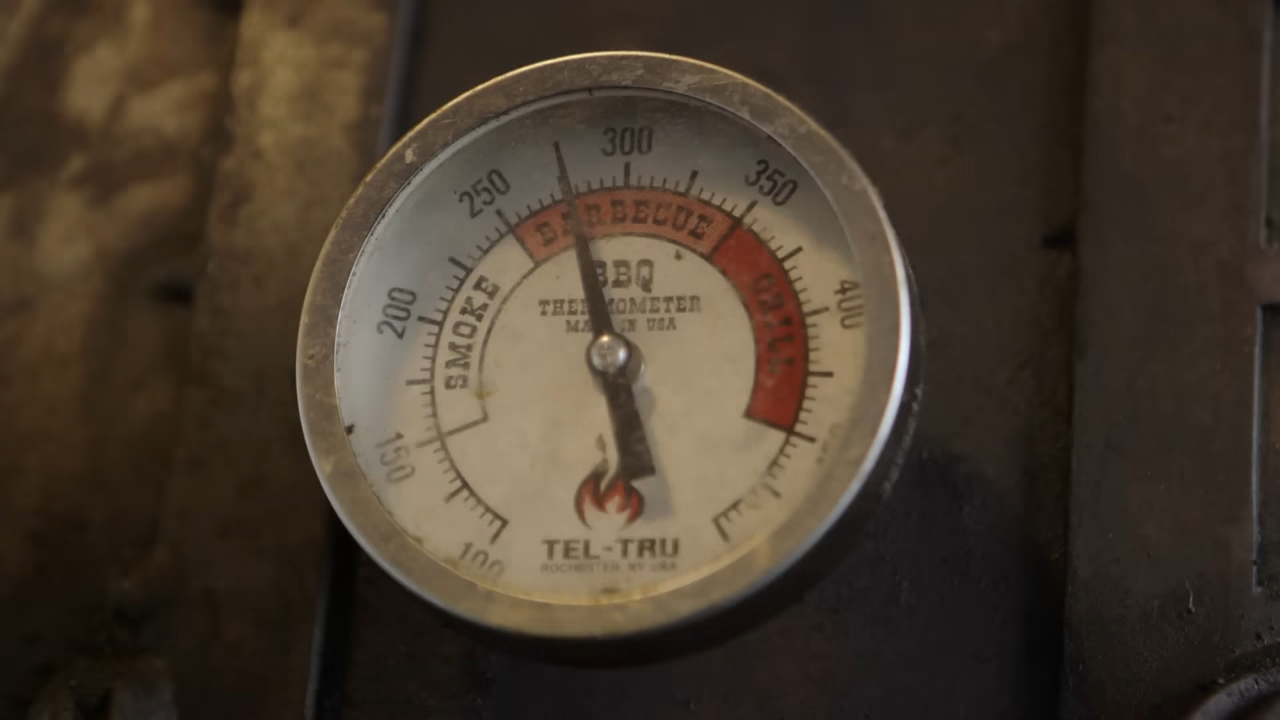 300
250
350
BARBECUE
200
SMOKE
BBQ
400
THERMOMETER
MADE IN USA
GRILL
150
100
TEL-TRU
ROCHESTER, NY USA